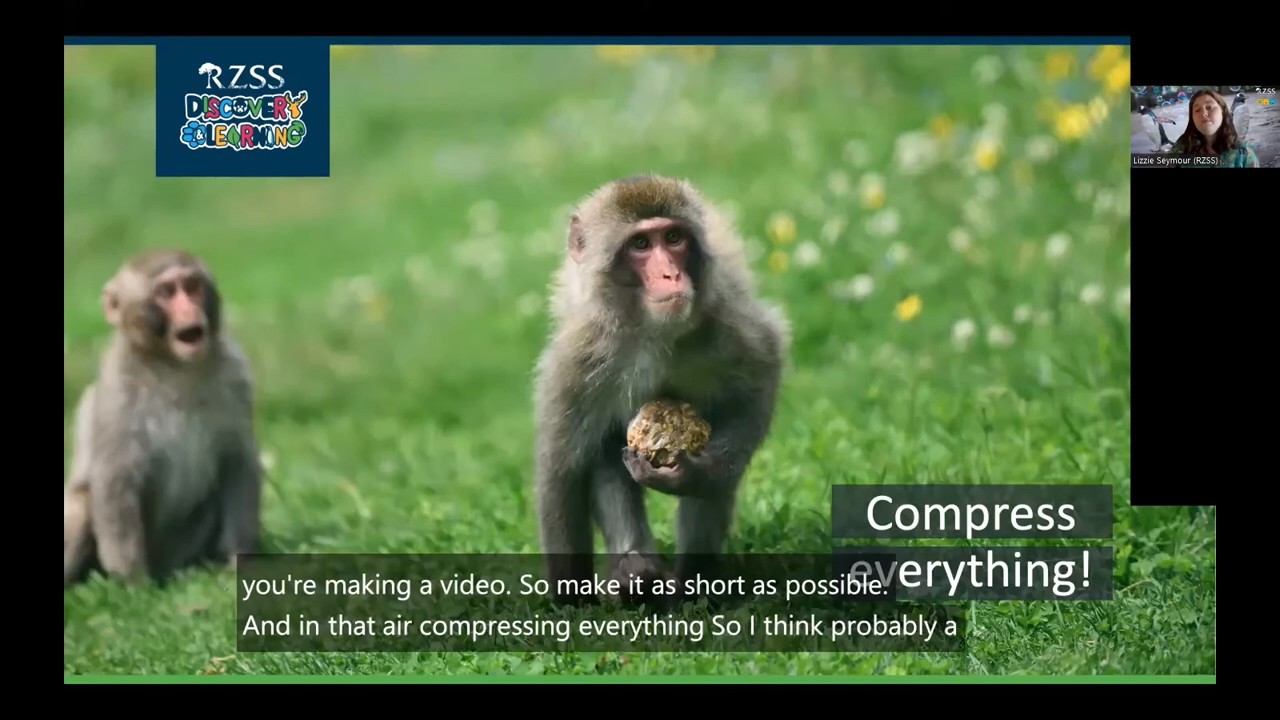 RZSS
DISCOVERY
& LEARNING
RZSS
Lizzie Seymour (RZSS)
Compress
everything!
you're making a video. So make it as short as possible.
And in that air compressing everything So I think probably a